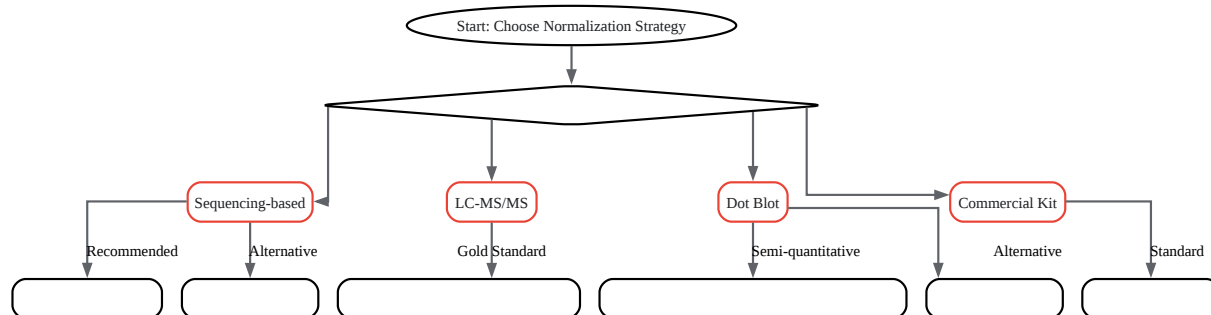 Start: Choose Normalization Strategy
Sequencing-based
LC-MS/MS
Dot Blot
Commercial Kit
Recommended
Alternative
Gold Standard
Semi-quantitative
Alternative
Standard